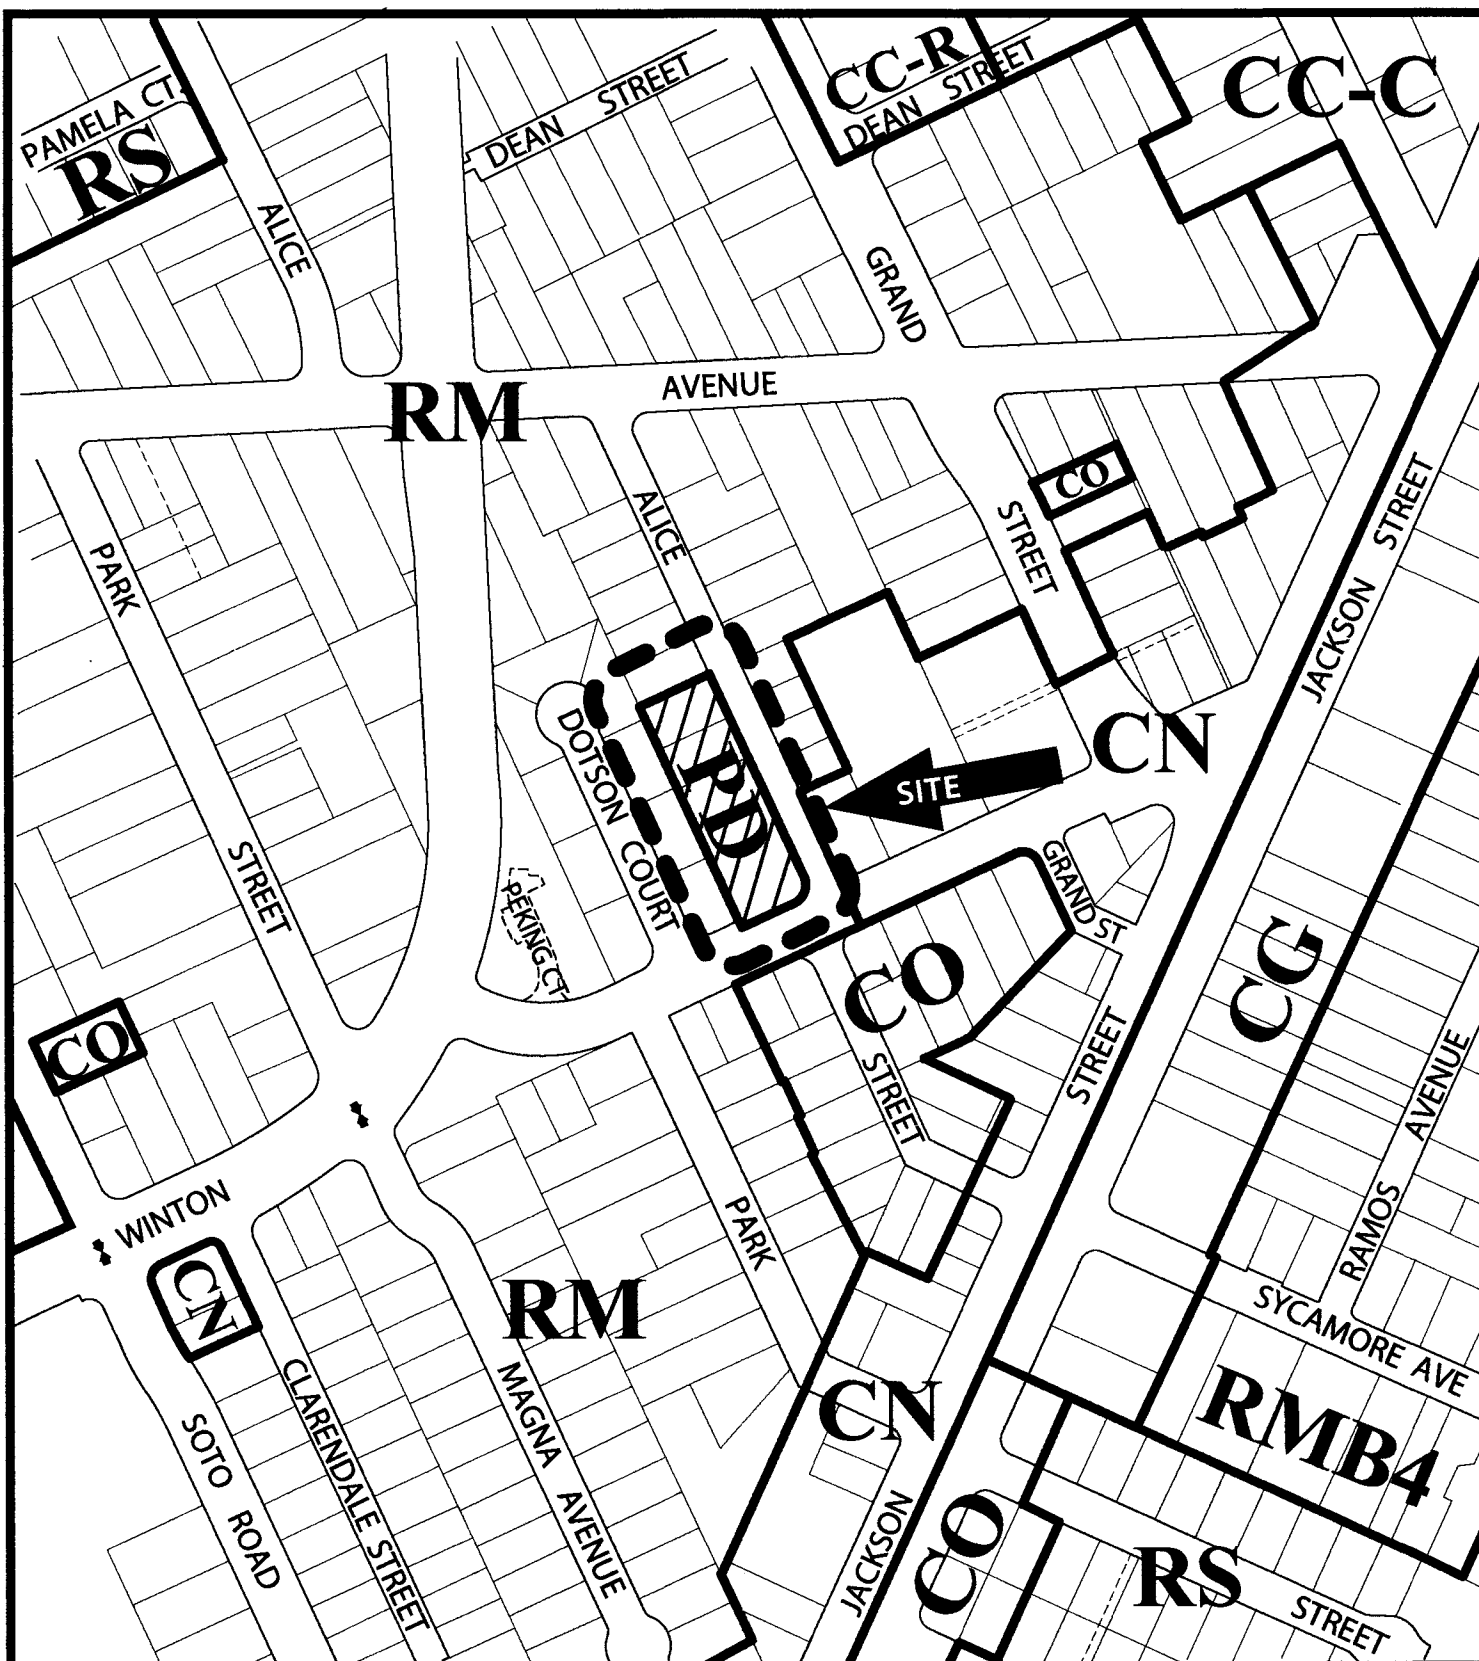 CC-R
CC-C
PAMELA CT.
DEAN STREET
DEAN STREET
RS
ALICE
GRAND
RM
AVENUE
CO
ALICE
STREET
JACKSON STREET
PARK
CN
DOTSON COURT
PD
SITE
STREET
GRAND ST
PEKING CT
CO
CG
CO
STREET
STREET
RAMOS AVENUE
WINTON
PARK
CN
RM
SYCAMORE AVE
CN
RMB4
SOTO ROAD
CLARENDALE STREET
MAGNA AVENUE
JACKSON
CO
RS
STREET